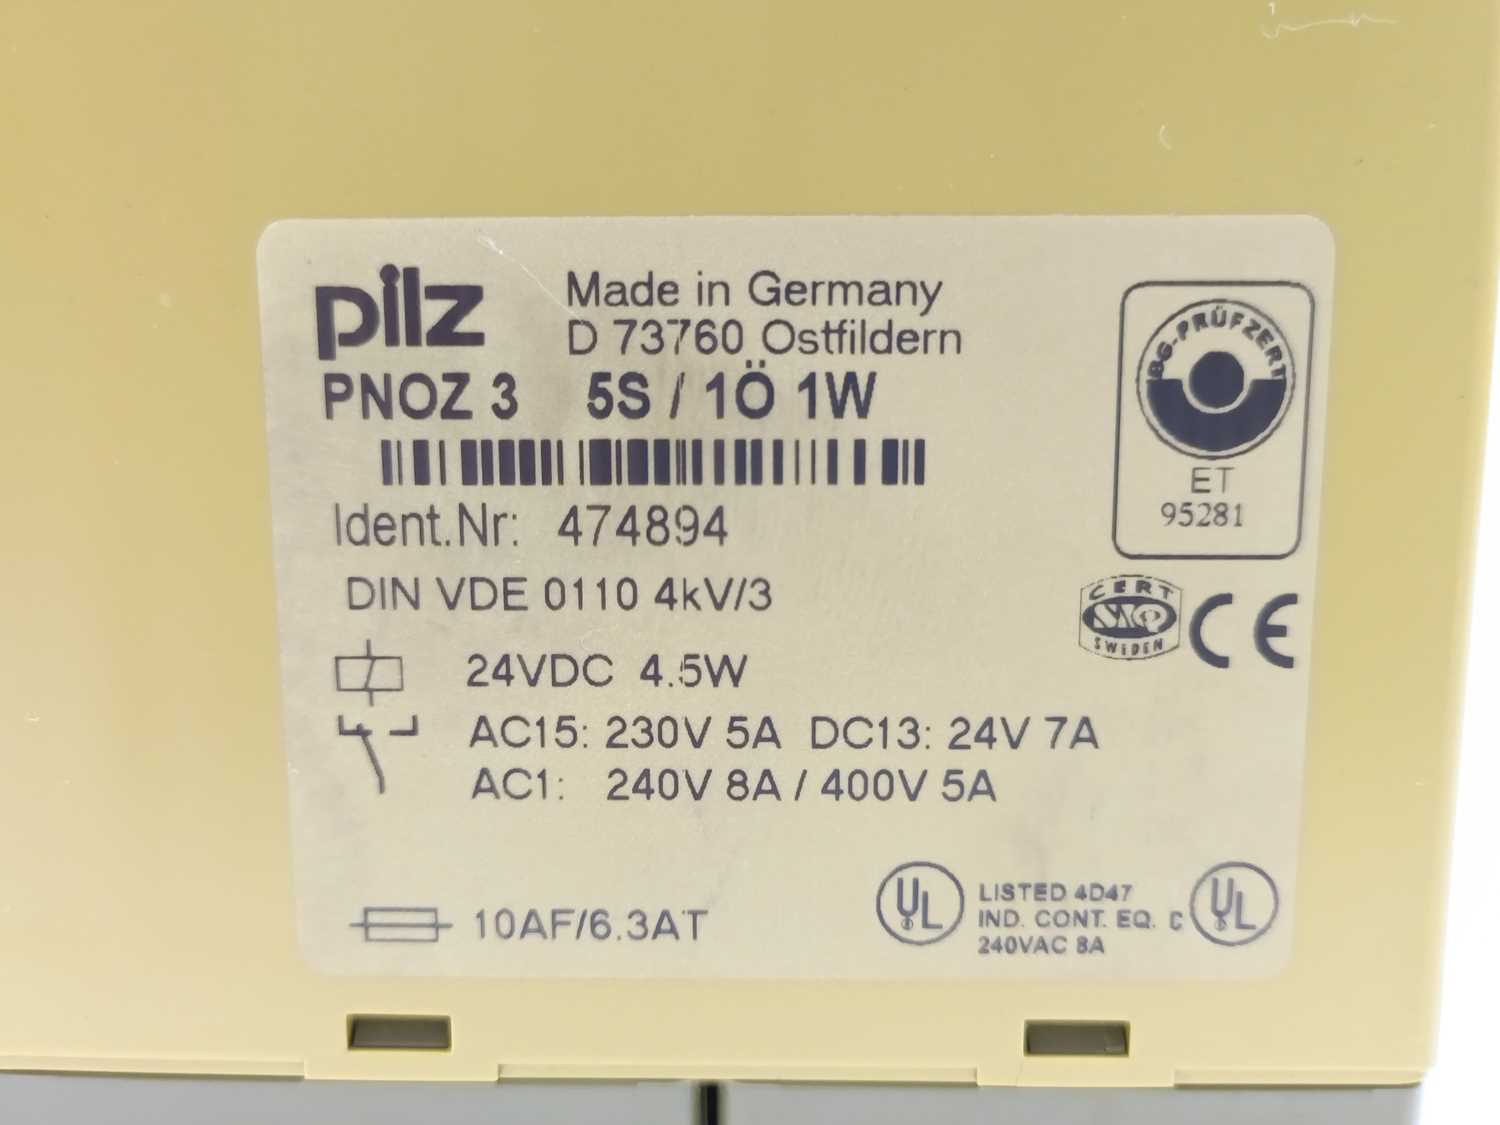 pilz
Made in Germany
D 73760 Ostfildern
PNOZ 3 5S / 1Ö 1W
Ident.Nr: 474894
DIN VDE 0110 4kV/3
24VDC 4.5W
AC15: 230V 5A DC13: 24V 7A
AC1: 240V 8A / 400V 5A
10AF/6.3AT
BG-PRÜFZERT
ET
95281
CERT
SWEDEN
CE
UL
LISTED 4D47
IND. CONT. EQ.
240VAC 8A
C UL